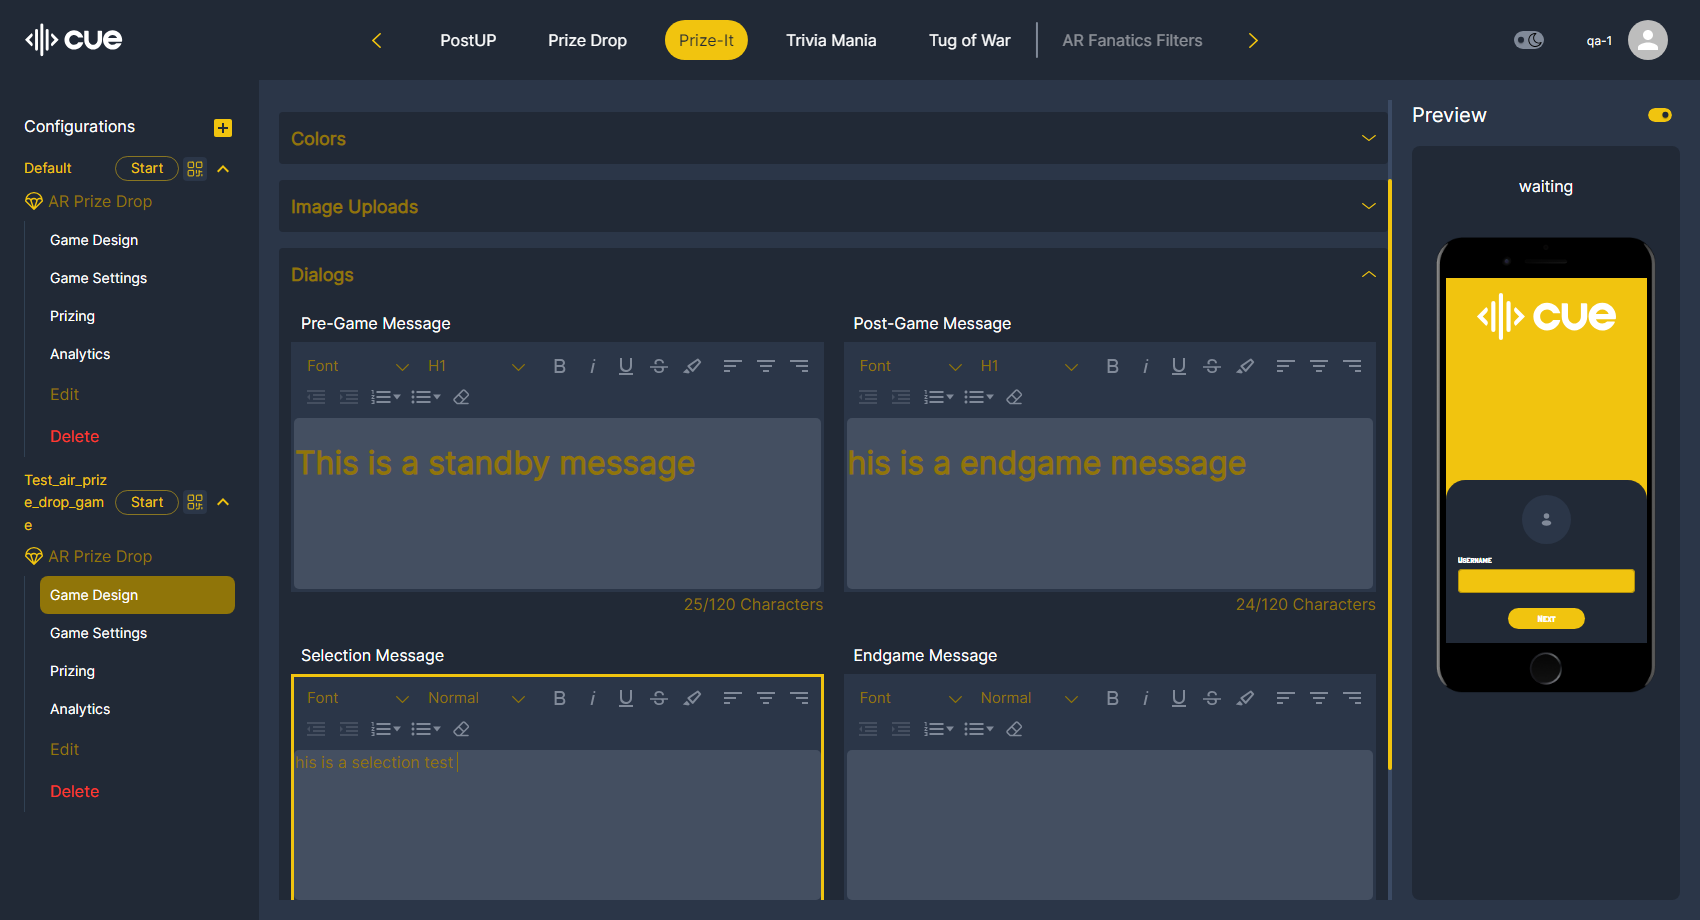 cue
PostUP
Prize Drop
Prize-It
Trivia Mania
Tug of War
AR Fanatics Filters
qa-1
Configurations
Default
Start
AR Prize Drop
Game Design
Game Settings
Prizing
Analytics
Edit
Delete
Test_air_priz
e_drop_gam
e
Start
AR Prize Drop
Game Design
Game Settings
Prizing
Analytics
Edit
Delete
Colors
Image Uploads
Dialogs
Pre-Game Message
Font H1
This is a standby message
25/120 Characters
Post-Game Message
Font H1
his is a endgame message
24/120 Characters
Selection Message
Font Normal
his is a selection test
Endgame Message
Font Normal
Preview
waiting
cue
Username
Next